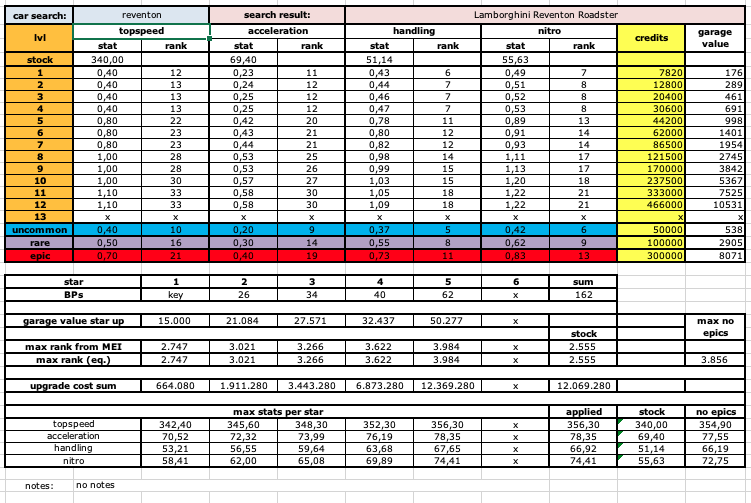 car search: reventon search result: Lamborghini Reventon Roadster
lvl topspeed acceleration handling nitro credits garage value
stat rank stat rank stat rank stat rank
stock 340,00 69,40 51,14 55,63
1 0,40 12 0,23 11 0,43 6 0,49 7 7820 176
2 0,40 13 0,24 12 0,44 7 0,51 8 12800 289
3 0,40 13 0,25 12 0,46 7 0,52 8 20400 461
4 0,40 13 0,25 12 0,47 7 0,53 8 30600 691
5 0,80 22 0,42 20 0,78 11 0,89 13 44200 998
6 0,80 23 0,43 21 0,80 12 0,91 14 62000 1401
7 0,80 23 0,44 21 0,82 12 0,93 14 86500 1954
8 1,00 28 0,53 25 0,98 14 1,11 17 121500 2745
9 1,00 28 0,53 26 0,99 15 1,13 17 170000 3842
10 1,00 30 0,57 27 1,03 15 1,20 18 237500 5367
11 1,10 33 0,58 30 1,05 18 1,22 21 333000 7525
12 1,10 33 0,58 30 1,09 18 1,22 21 466000 10531
13 x x x x x x x x x x
uncommon 0,40 10 0,20 9 0,37 5 0,42 6 50000 538
rare 0,50 16 0,30 14 0,55 8 0,62 9 100000 2905
epic 0,70 21 0,40 19 0,73 11 0,83 13 300000 8071
star 1 2 3 4 5 6 sum
BPs key 26 34 40 62 x 162
garage value star up 15.000 21.084 27.571 32.437 50.277 x max no epics
stock
max rank from MEI 2.747 3.021 3.266 3.622 3.984 x 2.555
max rank (eq.) 2.747 3.021 3.266 3.622 3.984 x 2.555 3.856
upgrade cost sum 664.080 1.911.280 3.443.280 6.873.280 12.369.280 x 12.069.280
max stats per star applied stock no epics
topspeed 342,40 345,60 348,30 352,30 356,30 x 356,30 340,00 354,90
acceleration 70,52 72,32 73,99 76,19 78,35 x 78,35 69,40 77,55
handling 53,21 56,55 59,64 63,68 67,65 x 66,92 51,14 66,19
nitro 58,41 62,00 65,08 69,89 74,41 x 74,41 55,63 72,75
notes: no notes